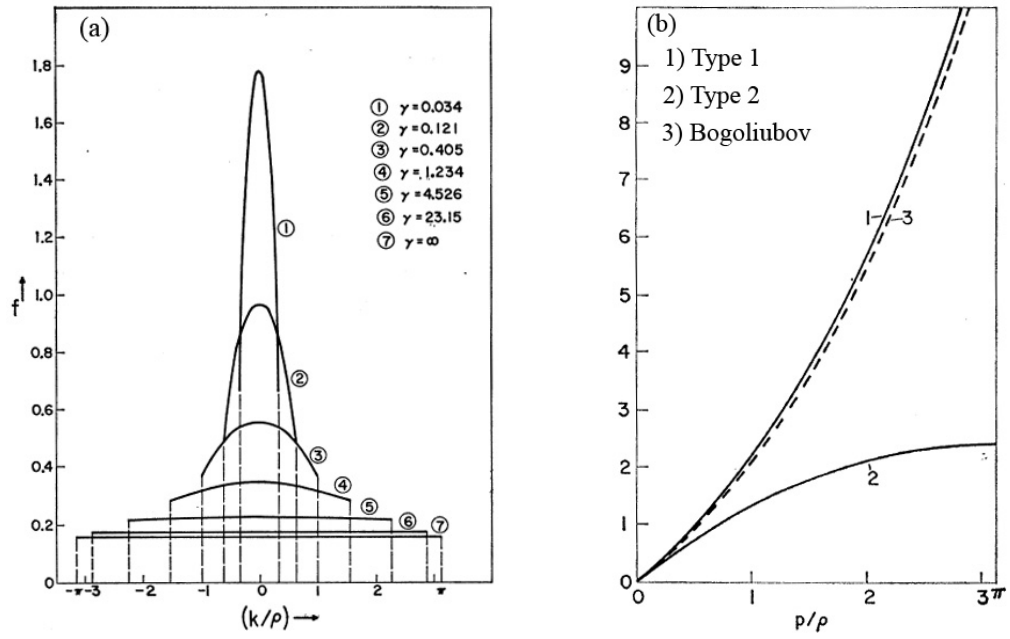 (a)
1.8
1.6
1.4
1.2
1.0
0.8
0.6
0.4
0.2
0
f
① γ=0.034
② γ=0.121
③ γ=0.405
④ γ=1.234
⑤ γ=4.526
⑥ γ=23.15
⑦ γ=∞
①
②
③
④
⑤
⑥
⑦
-π -3 -2 -1 0 1 2 3 π
(k/ρ)
(b)
1) Type 1
2) Type 2
3) Bogoliubov
9
8
7
6
5
4
3
2
1
0
1 3
2
0 1 2 3 π
p/ρ